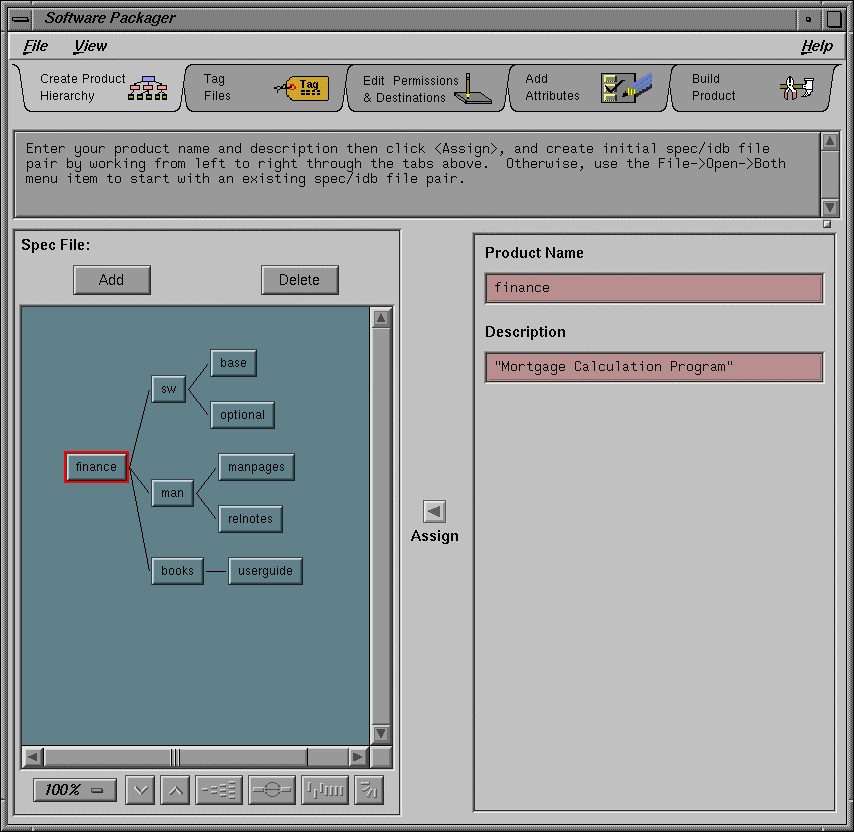 Software Packager
File View Help
Create Product
Hierarchy
Tag
Files
Tag
Edit Permissions
& Destinations
Add
Attributes
Build
Product
Enter your product name and description then click <Assign>, and create initial spec/idb file
pair by working from left to right through the tabs above.  Otherwise, use the File->Open->Both
menu item to start with an existing spec/idb file pair.
Spec File:
Add Delete
base
sw
optional
finance
manpages
man
relnotes
books
userguide
100%
Assign
Product Name
finance
Description
"Mortgage Calculation Program"